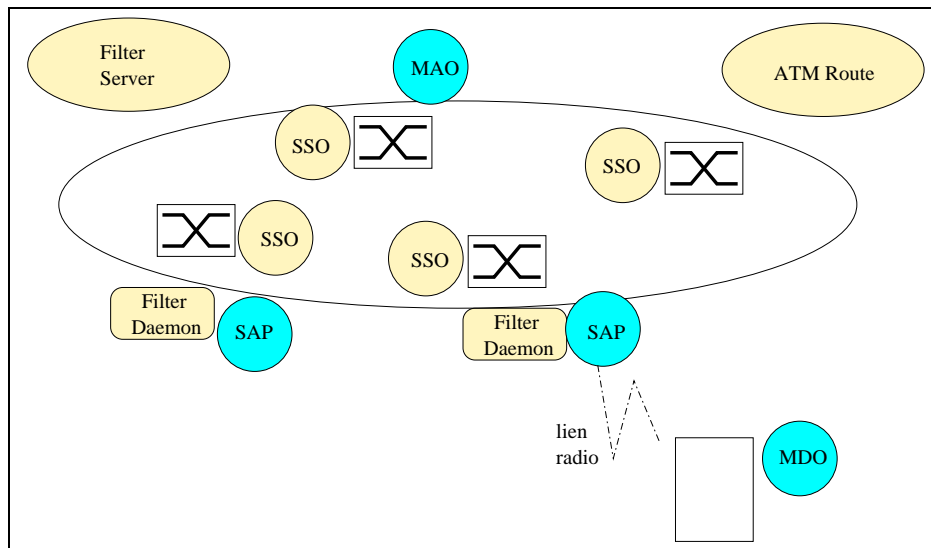 Filter
Server
MAO
ATM Route
SSO
SSO
SSO
SSO
Filter
Daemon
SAP
Filter
Daemon
SAP
lien
radio
MDO